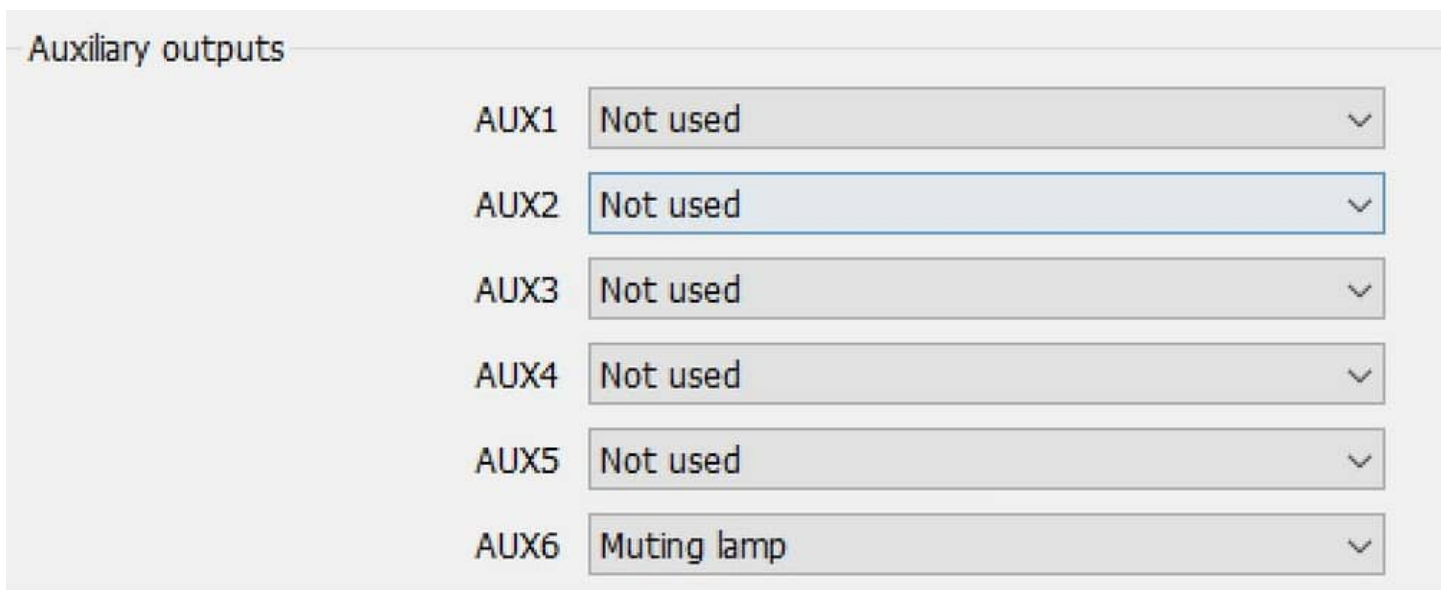 Auxiliary outputs
AUX1 Not used
AUX2 Not used
AUX3 Not used
AUX4 Not used
AUX5 Not used
AUX6 Muting lamp